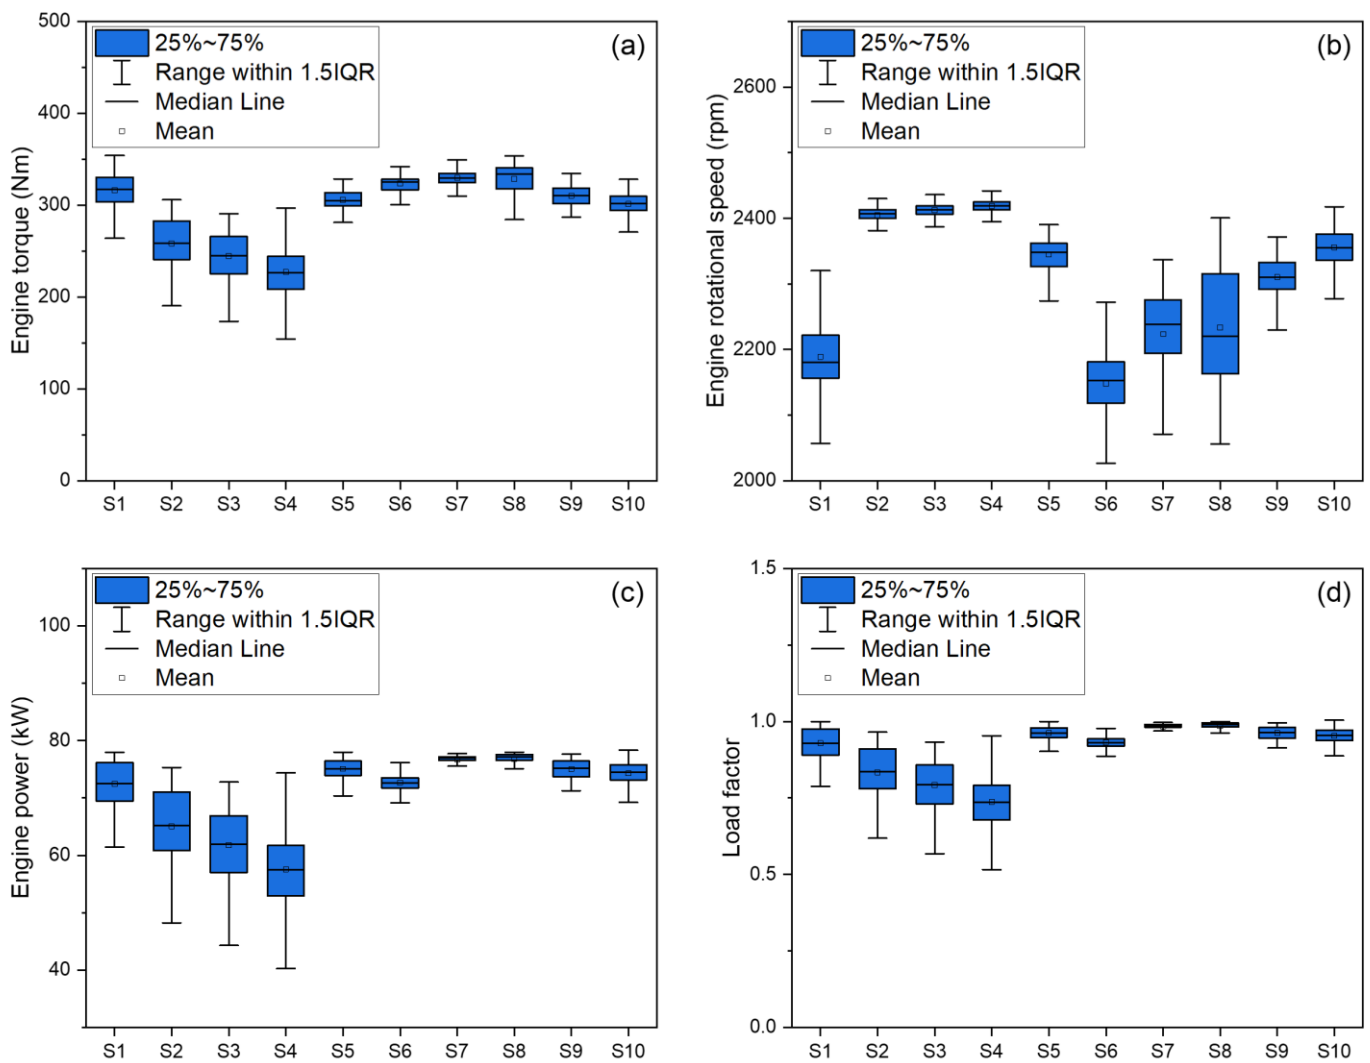 (a)
25%~75%
Range within 1.5IQR
Median Line
Mean
Engine torque (Nm)
500
400
300
200
100
0
S1 S2 S3 S4 S5 S6 S7 S8 S9 S10
(b)
25%~75%
Range within 1.5IQR
Median Line
Mean
Engine rotational speed (rpm)
2600
2400
2200
2000
S1 S2 S3 S4 S5 S6 S7 S8 S9 S10
(c)
25%~75%
Range within 1.5IQR
Median Line
Mean
Engine power (kW)
100
80
60
40
S1 S2 S3 S4 S5 S6 S7 S8 S9 S10
(d)
25%~75%
Range within 1.5IQR
Median Line
Mean
Load factor
1.5
1.0
0.5
0.0
S1 S2 S3 S4 S5 S6 S7 S8 S9 S10